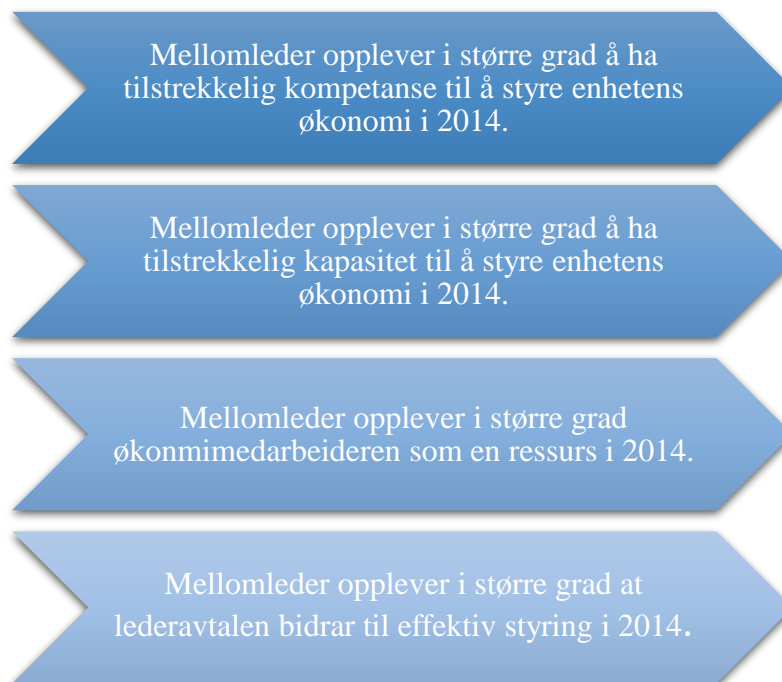 Mellomleder opplever i større grad å ha
tilstrekkelig kompetanse til å styre enhetens
økonomi i 2014.
Mellomleder opplever i større grad å ha
tilstrekkelig kapasitet til å styre enhetens
økonomi i 2014.
Mellomleder opplever i større grad
økonmimedarbeideren som en ressurs i 2014.
Mellomleder opplever i større grad at
lederavtalen bidrar til effektiv styring i 2014.